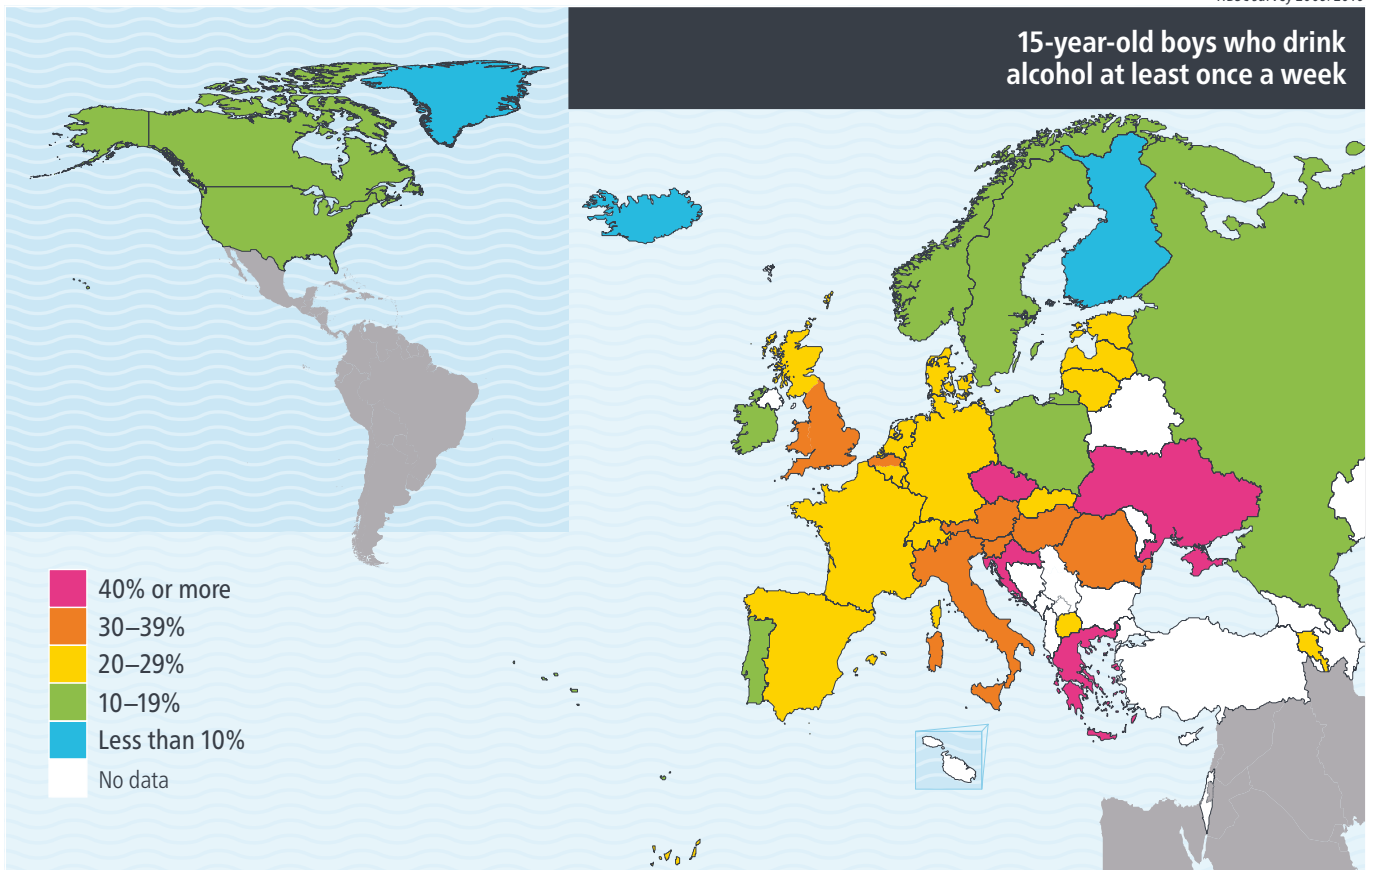 15-year-old boys who drink
alcohol at least once a week
40% or more
30–39%
20–29%
10–19%
Less than 10%
No data